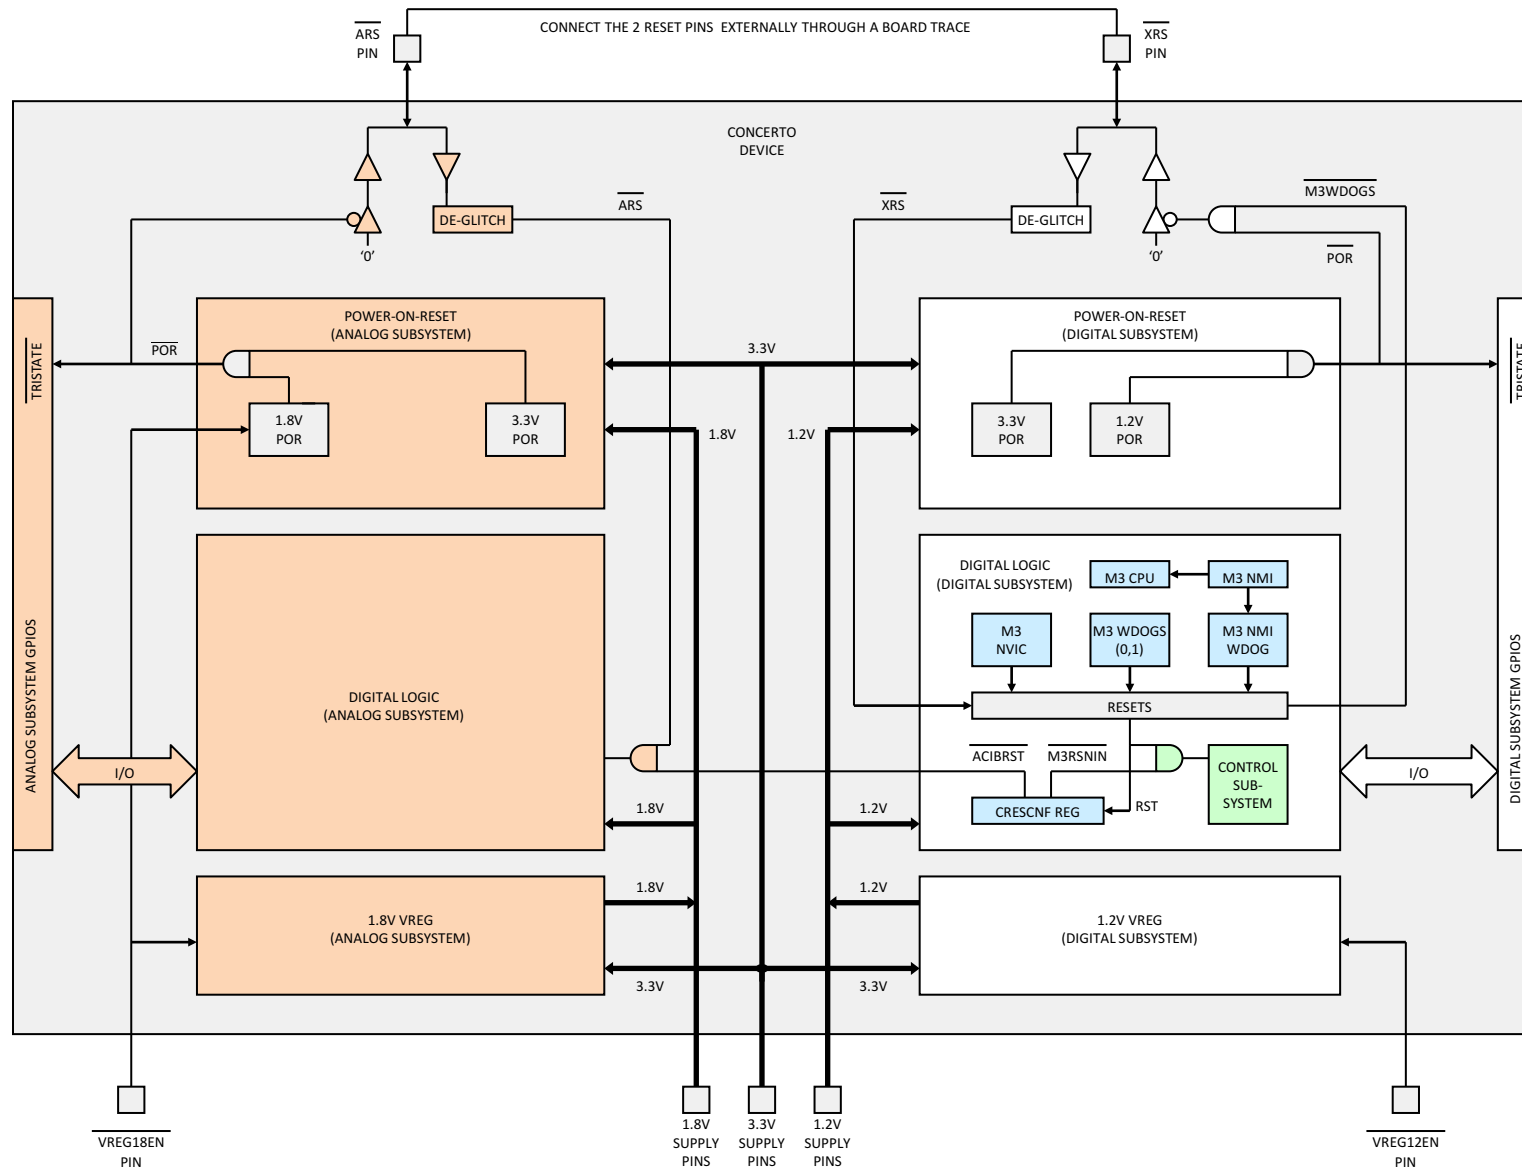 CONNECT THE 2 RESET PINS EXTERNALLY THROUGH A BOARD TRACE
ARS
PIN
XRS
PIN
CONCERTO
DEVICE
DE-GLITCH
ARS
'0'
XRS
DE-GLITCH
'0'
M3WDOGS
POR
POWER-ON-RESET
(ANALOG SUBSYSTEM)
POR
TRISTATE
1.8V
POR
3.3V
POR
3.3V
1.8V
1.2V
POWER-ON-RESET
(DIGITAL SUBSYSTEM)
3.3V
POR
1.2V
POR
TRISTATE
ANALOG SUBSYSTEM GPIOS
I/O
DIGITAL LOGIC
(ANALOG SUBSYSTEM)
DIGITAL LOGIC
(DIGITAL SUBSYSTEM)
M3 CPU
M3 NMI
M3
NVIC
M3 WDOGS
(0,1)
M3 NMI
WDOG
RESETS
ACIBRST
M3RSNIN
CRESCNF REG
RST
CONTROL
SUB-
SYSTEM
I/O
DIGITAL SUBSYSTEM GPIOS
1.8V
1.2V
1.8V
1.2V
1.8V VREG
(ANALOG SUBSYSTEM)
1.2V VREG
(DIGITAL SUBSYSTEM)
3.3V
3.3V
VREG18EN
PIN
1.8V
SUPPLY
PINS
3.3V
SUPPLY
PINS
1.2V
SUPPLY
PINS
VREG12EN
PIN